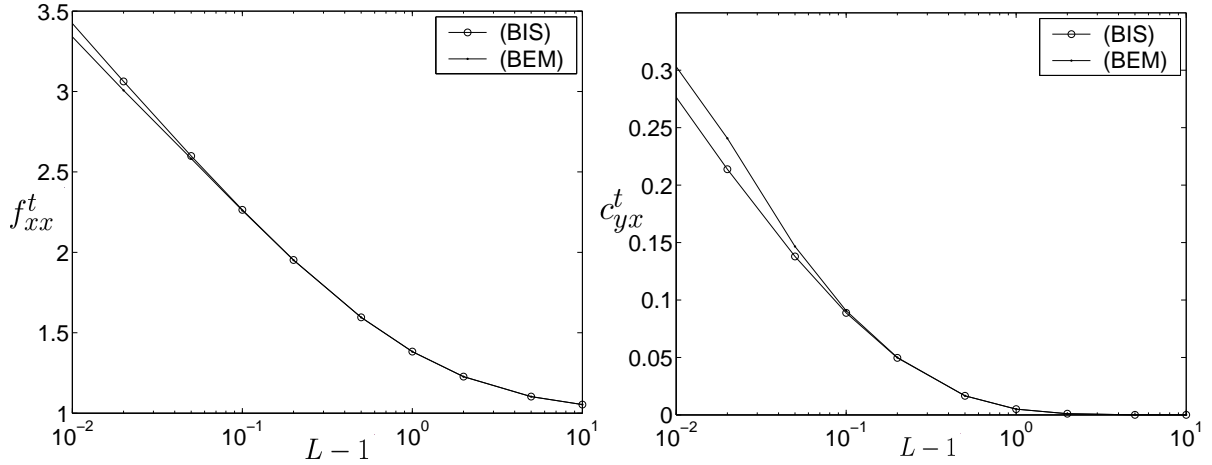 3.5
3
2.5
2
1.5
1
f^t_{xx}
(BIS)
(BEM)
10^{-2} 10^{-1} 10^0 10^1
L − 1
0.3
0.25
0.2
0.15
0.1
0.05
0
c^t_{yx}
(BIS)
(BEM)
10^{-2} 10^{-1} 10^0 10^1
L − 1